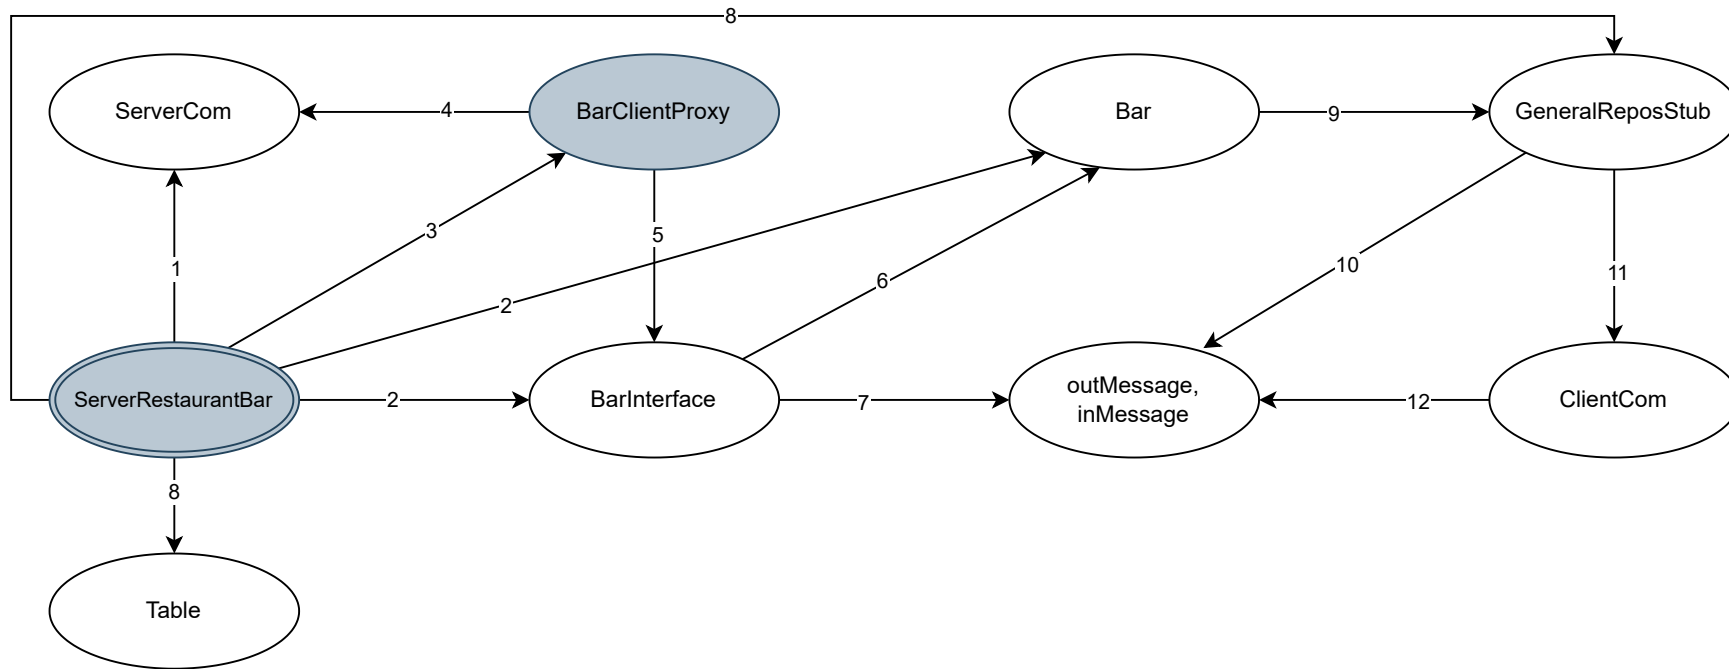 8
ServerCom
4
BarClientProxy
Bar
9
GeneralReposStub
3
5
1
2
6
10
11
ServerRestaurantBar
2
BarInterface
7
outMessage,
inMessage
12
ClientCom
8
Table